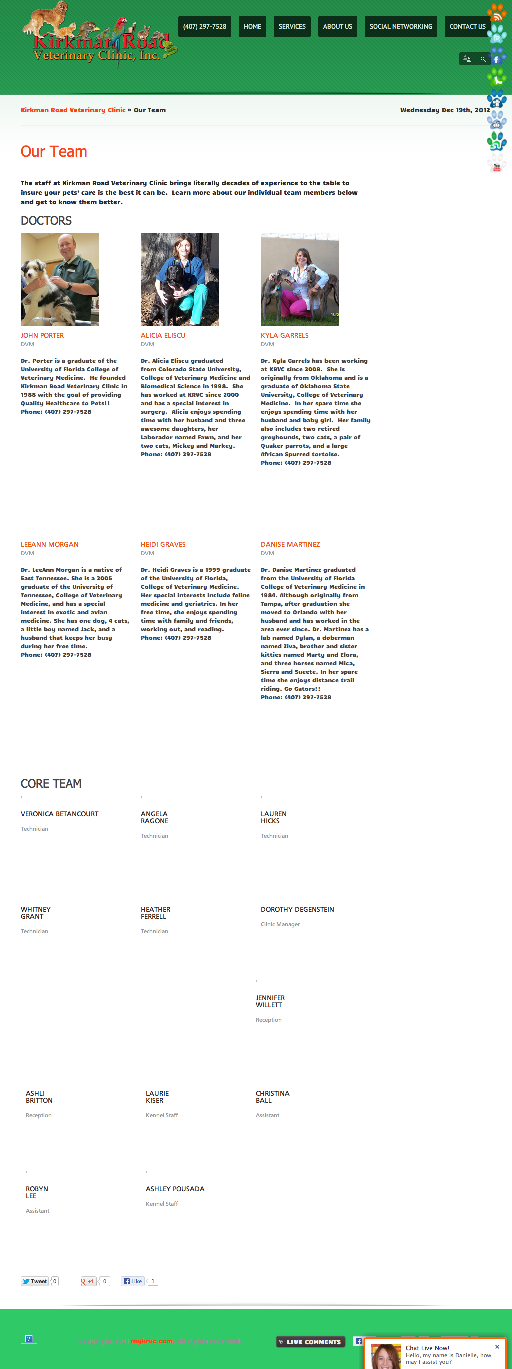 Kirkman Road
Veterinary Clinic, Inc.
(407) 297-7528
HOME
SERVICES
ABOUT US
SOCIAL NETWORKING
CONTACT US
Kirkman Road Veterinary Clinic » Our Team
Wednesday Dec 19th, 2012
Our Team
The staff at Kirkman Road Veterinary Clinic brings literally decades of experience to the table to
insure your pets' care is the best it can be. Learn more about our individual team members below
and get to know them better.
DOCTORS
JOHN PORTER
DVM
Dr. Porter is a graduate of the
University of Florida College of
Veterinary Medicine. He founded
Kirkman Road Veterinary Clinic in
1988 with the goal of providing
Quality Healthcare to Pets!!
Phone: (407) 297-7528
ALICIA ELISCU
DVM
Dr. Alicia Eliscu graduated
from Colorado State University,
College of Veterinary Medicine and
Biomedical Science in 1998. She
has worked at KRVC since 2000
and has a special interest in
surgery. Alicia enjoys spending
time with her husband and three
awesome daughters, her
Laborador named Fawn, and her
two cats, Mickey and Markey.
Phone: (407) 297-7528
KYLA GARRELS
DVM
Dr. Kyla Garrels has been working
at KRVC since 2008. She is
originally from Oklahoma and is a
graduate of Oklahoma State
University, College of Veterinary
Medicine. In her spare time she
enjoys spending time with her
husband and baby girl. Her family
also includes two retired
greyhounds, two cats, a pair of
Quaker parrots, and a large
African Spurred tortoise.
Phone: (407) 297-7528
LEEANN MORGAN
DVM
Dr. LeeAnn Morgan is a native of
East Tennessee. She is a 2005
graduate of the University of
Tennessee, College of Veterinary
Medicine, and has a special
interest in exotic and avian
medicine. She has one dog, 4 cats,
a little boy named Jack, and a
husband that keeps her busy
during her free time.
Phone: (407) 297-7528
HEIDI GRAVES
DVM
Dr. Heidi Graves is a 1999 graduate
of the University of Florida,
College of Veterinary Medicine.
Her special interests include feline
medicine and geriatrics. In her
free time, she enjoys spending
time with family and friends,
working out, and reading.
Phone: (407) 297-7528
DANISE MARTINEZ
DVM
Dr. Danise Martinez graduated
from the University of Florida
College of Veterinary Medicine in
1984. Although originally from
Tampa, after graduation she
moved to Orlando with her
husband and has worked in the
area ever since. Dr. Martinez has a
lab named Dylan, a doberman
named Ziva, brother and sister
kitties named Marty and Elora,
and three horses named Mica,
Sierra and Sueete. In her spare
time she enjoys distance trail
riding. Go Gators!!
Phone: (407) 297-7528
CORE TEAM
VERONICA BETANCOURT
Technician
ANGELA
RAGONE
Technician
LAUREN
HICKS
Technician
WHITNEY
GRANT
Technician
HEATHER
FERRELL
Technician
DOROTHY DEGENSTEIN
Clinic Manager
JENNIFER
WILLETT
Reception
ASHLI
BRITTON
Reception
LAURIE
KISER
Kennel Staff
CHRISTINA
BALL
Assistant
ROBYN
LEE
Assistant
ASHLEY POUSADA
Kennel Staff
Tweet 0
+1 0
Like 1
LIVE COMMENTS
Chat Live Now!
Hello, my name is Danielle, how
may I assist you?